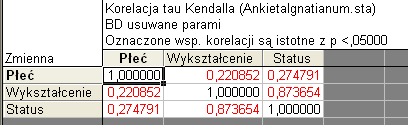 Korelacja tau Kendalla (AnkietaIgnatianum.sta)
BD usuwane parami
Oznaczone wsp. korelacji są istotne z p <,05000
Zmienna Płeć Wykształcenie Status
Płeć 1,000000 0,220852 0,274791
Wykształcenie 0,220852 1,000000 0,873654
Status 0,274791 0,873654 1,000000